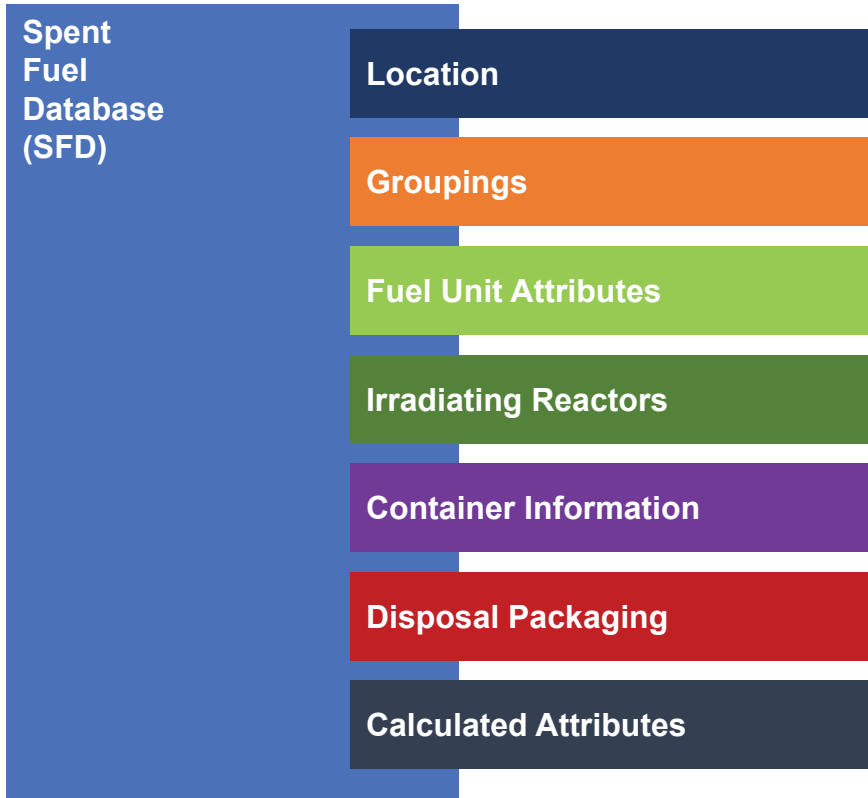 Spent
Fuel
Database
(SFD)
Location
Groupings
Fuel Unit Attributes
Irradiating Reactors
Container Information
Disposal Packaging
Calculated Attributes